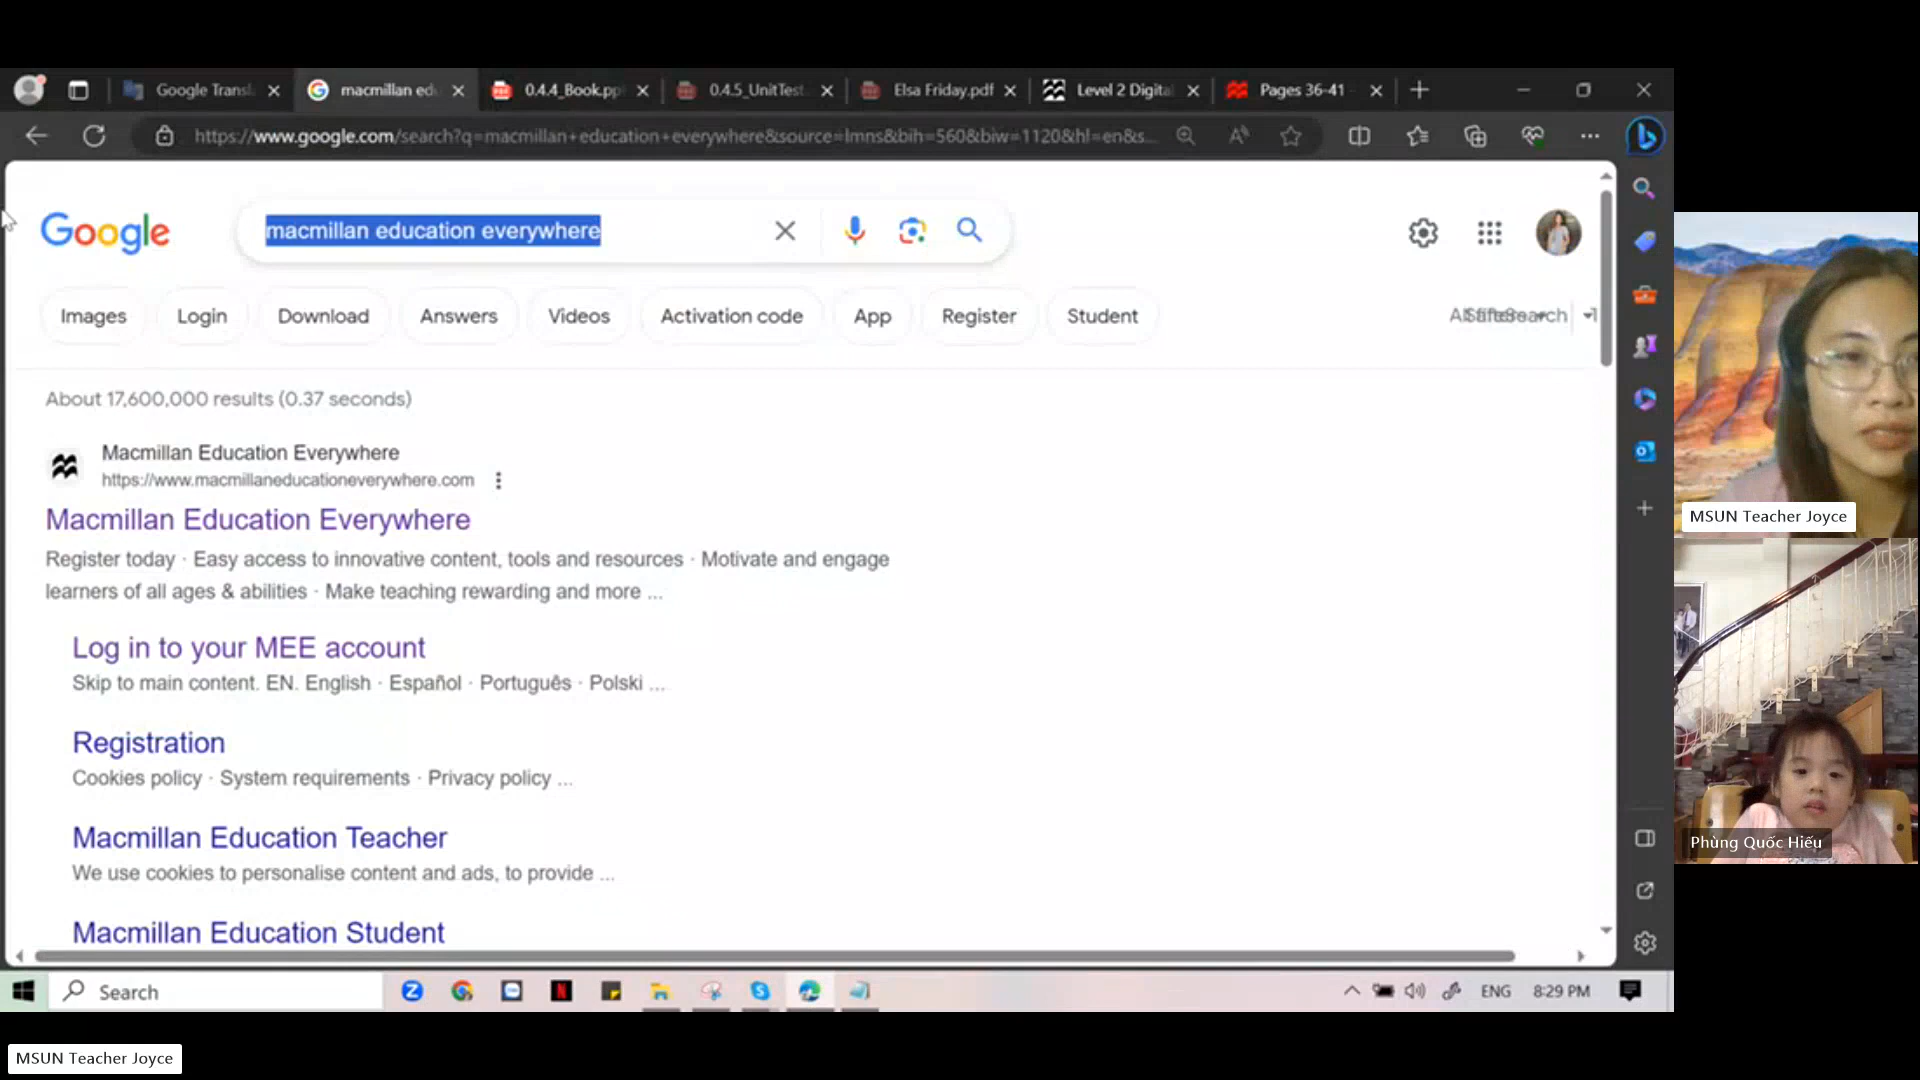 Google Transl
macmillan edu
0.4.4_Book.pp
0.4.5_UnitTest
Elsa Friday.pdf
Level 2 Digita
Pages 36-41
https://www.google.com/search?q=macmillan+education+everywhere&source=lmns&bih=560&biw=1120&hl=en&s...
Google
macmillan education everywhere
Images
Login
Download
Answers
Videos
Activation code
App
Register
Student
SafeSearch
About 17,600,000 results (0.37 seconds)
Macmillan Education Everywhere
https://www.macmillaneducationeverywhere.com
Macmillan Education Everywhere
Register today · Easy access to innovative content, tools and resources · Motivate and engage
learners of all ages & abilities · Make teaching rewarding and more ...
Log in to your MEE account
Skip to main content. EN. English · Español · Português · Polski ...
Registration
Cookies policy · System requirements · Privacy policy ...
Macmillan Education Teacher
We use cookies to personalise content and ads, to provide ...
Macmillan Education Student
Search
ENG
8:29 PM
MSUN Teacher Joyce
Phùng Quốc Hiếu
MSUN Teacher Joyce